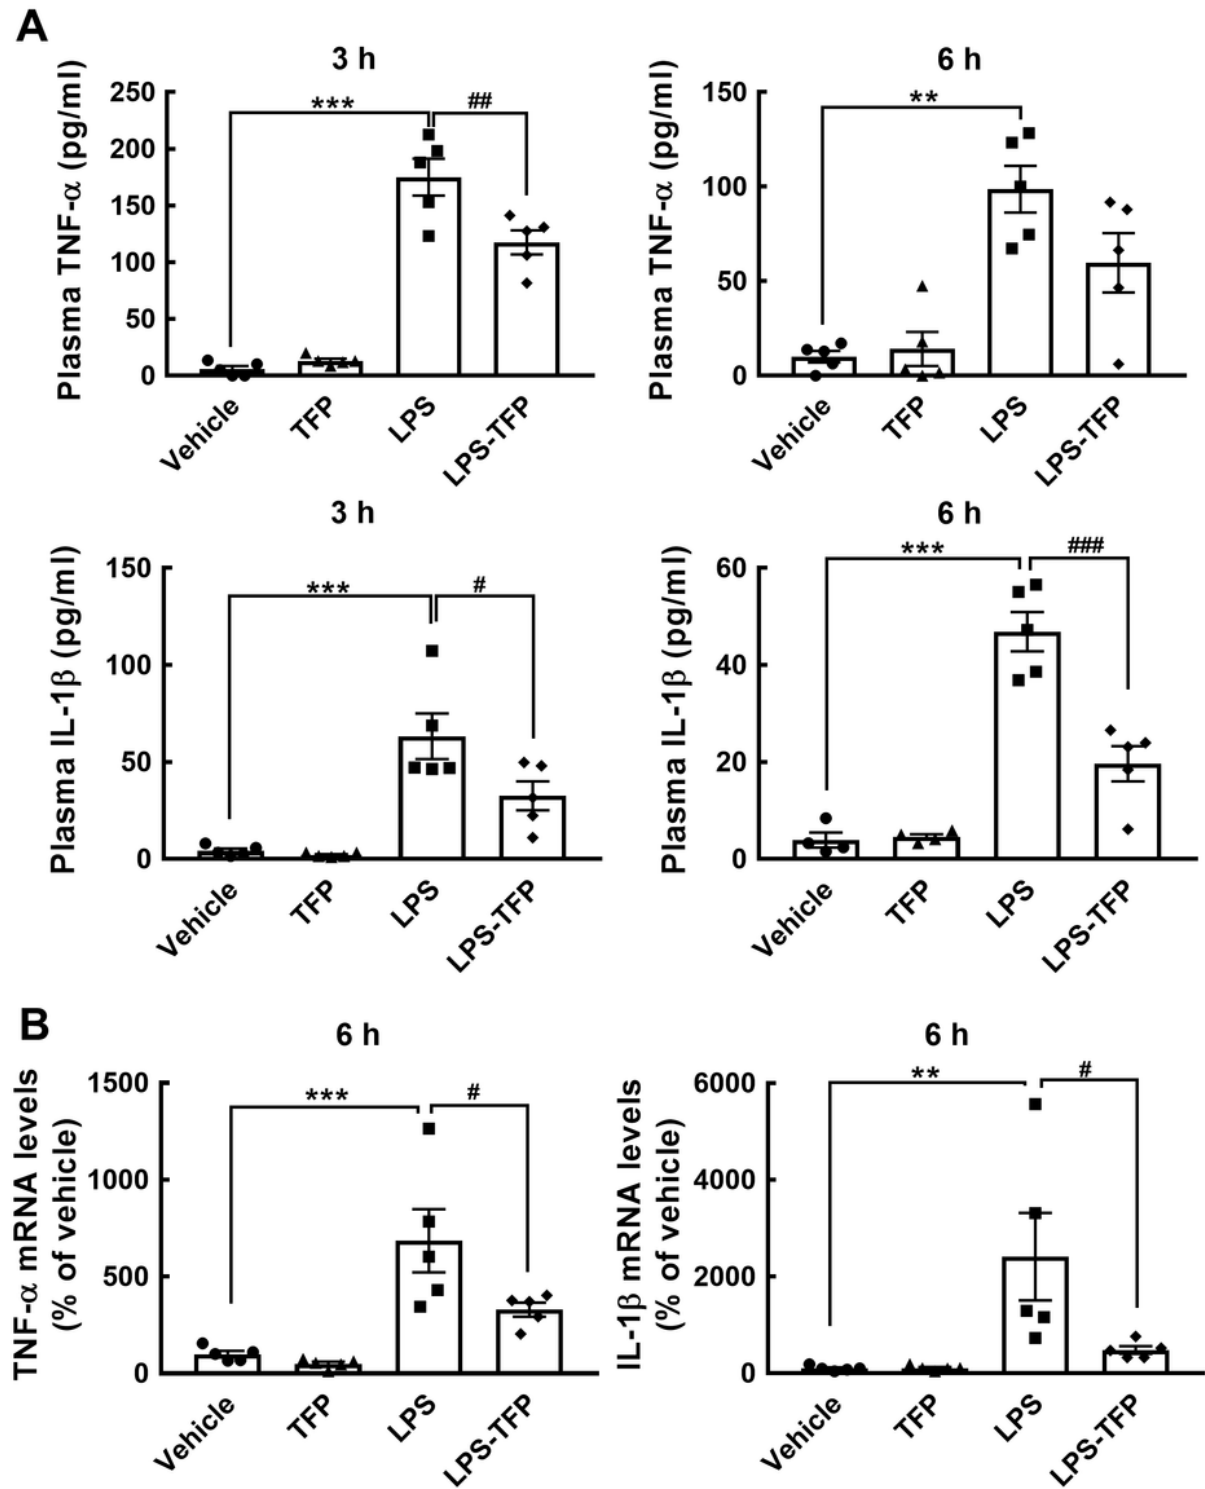 A
3 h
Plasma TNF-α (pg/ml)
250
200
150
100
50
0
***
##
Vehicle
TFP
LPS
LPS-TFP
6 h
Plasma TNF-α (pg/ml)
150
100
50
0
**
Vehicle
TFP
LPS
LPS-TFP
3 h
Plasma IL-1β (pg/ml)
150
100
50
0
***
#
Vehicle
TFP
LPS
LPS-TFP
6 h
Plasma IL-1β (pg/ml)
60
40
20
0
***
###
Vehicle
TFP
LPS
LPS-TFP
B
6 h
TNF-α mRNA levels
(% of vehicle)
1500
1000
500
0
***
#
Vehicle
TFP
LPS
LPS-TFP
6 h
IL-1β mRNA levels
(% of vehicle)
6000
4000
2000
0
**
#
Vehicle
TFP
LPS
LPS-TFP